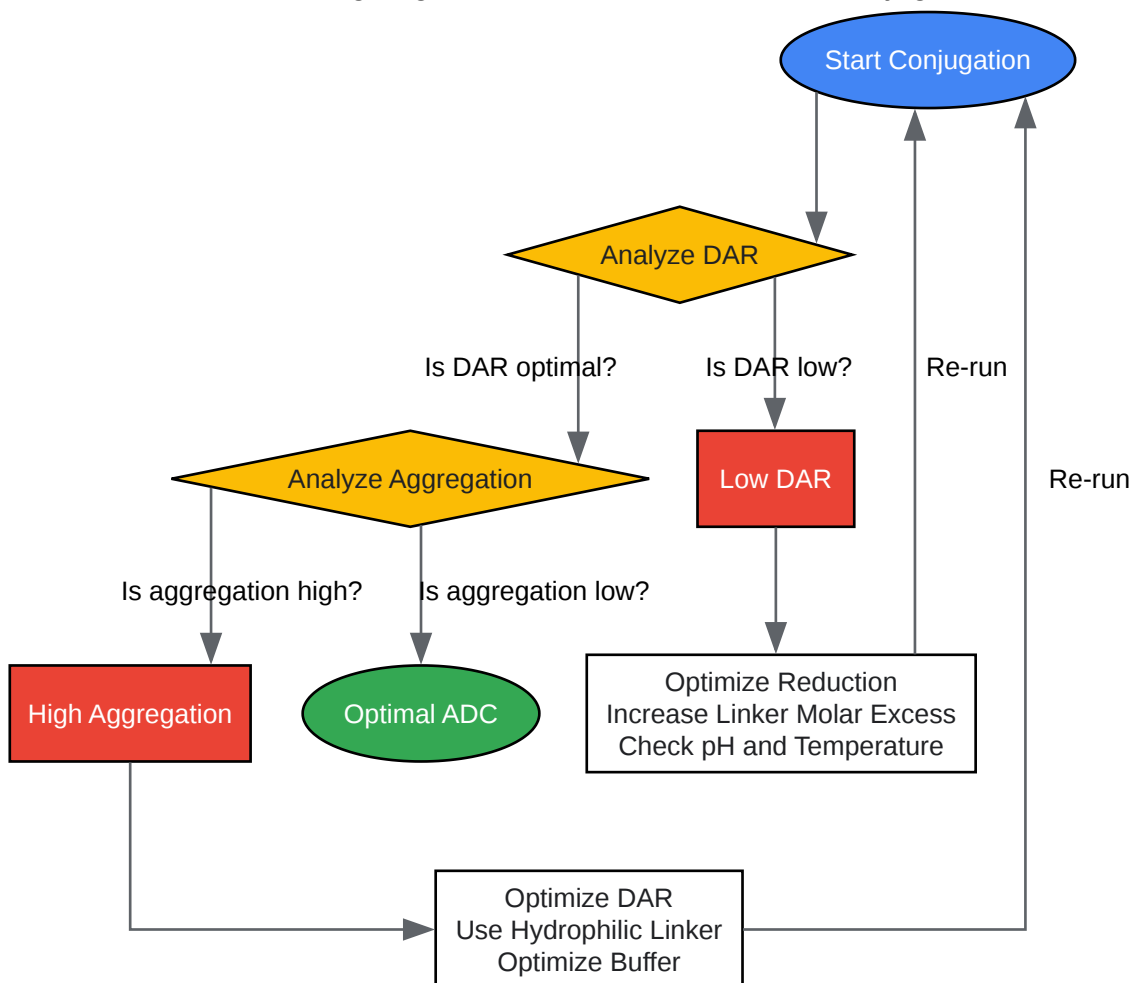 Start Conjugation
Analyze DAR
Is DAR optimal?
Is DAR low?
Re-run
Analyze Aggregation
Low DAR
Re-run
Is aggregation high?
Is aggregation low?
High Aggregation
Optimal ADC
Optimize Reduction
Increase Linker Molar Excess
Check pH and Temperature
Optimize DAR
Use Hydrophilic Linker
Optimize Buffer